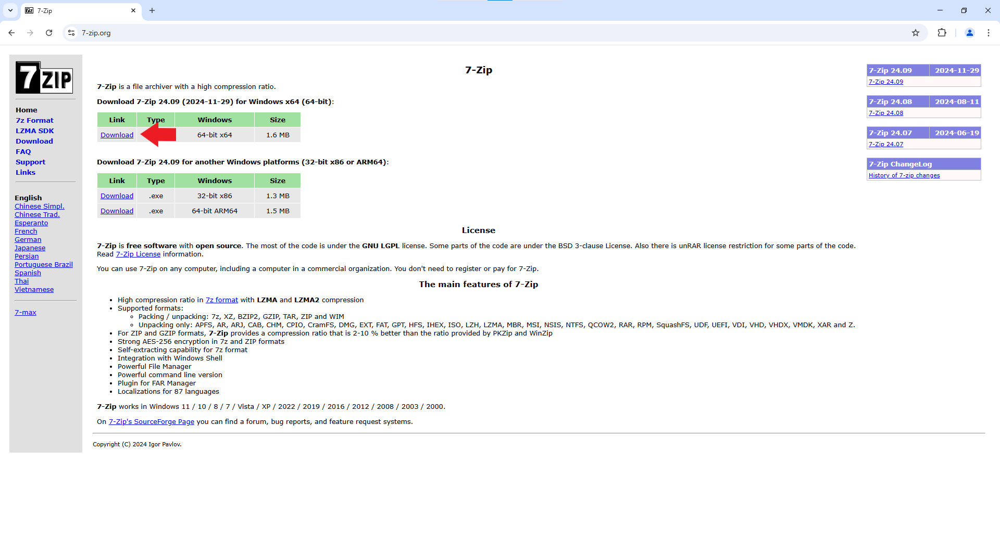 7-Zip
7-zip.org
7ZIP
Home
7z Format
LZMA SDK
Download
FAQ
Support
Links
English
Chinese Simpl.
Chinese Trad.
Esperanto
French
German
Japanese
Persian
Portuguese Brazil
Spanish
Thai
Vietnamese
7-max
7-Zip
7-Zip is a file archiver with a high compression ratio.
Download 7-Zip 24.09 (2024-11-29) for Windows x64 (64-bit):
Link Type Windows Size
Download 64-bit x64 1.6 MB
Download 7-Zip 24.09 for another Windows platforms (32-bit x86 or ARM64):
Link Type Windows Size
Download .exe 32-bit x86 1.3 MB
Download .exe 64-bit ARM64 1.5 MB
License
7-Zip is free software with open source. The most of the code is under the GNU LGPL license. Some parts of the code are under the BSD 3-clause License. Also there is unRAR license restriction for some parts of the code.
Read 7-Zip License information.
You can use 7-Zip on any computer, including a computer in a commercial organization. You don't need to register or pay for 7-Zip.
The main features of 7-Zip
• High compression ratio in 7z format with LZMA and LZMA2 compression
• Supported formats:
◦ Packing / unpacking: 7z, XZ, BZIP2, GZIP, TAR, ZIP and WIM
◦ Unpacking only: APFS, AR, ARJ, CAB, CHM, CPIO, CramFS, DMG, EXT, FAT, GPT, HFS, IHEX, ISO, LZH, LZMA, MBR, MSI, NSIS, NTFS, QCOW2, RAR, RPM, SquashFS, UDF, UEFI, VDI, VHD, VHDX, VMDK, XAR and Z.
• For ZIP and GZIP formats, 7-Zip provides a compression ratio that is 2-10 % better than the ratio provided by PKZip and WinZip
• Strong AES-256 encryption in 7z and ZIP formats
• Self-extracting capability for 7z format
• Integration with Windows Shell
• Powerful File Manager
• Powerful command line version
• Plugin for FAR Manager
• Localizations for 87 languages
7-Zip works in Windows 11 / 10 / 8 / 7 / Vista / XP / 2022 / 2019 / 2016 / 2012 / 2008 / 2003 / 2000.
On 7-Zip's SourceForge Page you can find a forum, bug reports, and feature request systems.
Copyright (C) 2024 Igor Pavlov.
7-Zip 24.09 2024-11-29
7-Zip 24.09
7-Zip 24.08 2024-08-11
7-Zip 24.08
7-Zip 24.07 2024-06-19
7-Zip 24.07
7-Zip ChangeLog
History of 7-zip changes